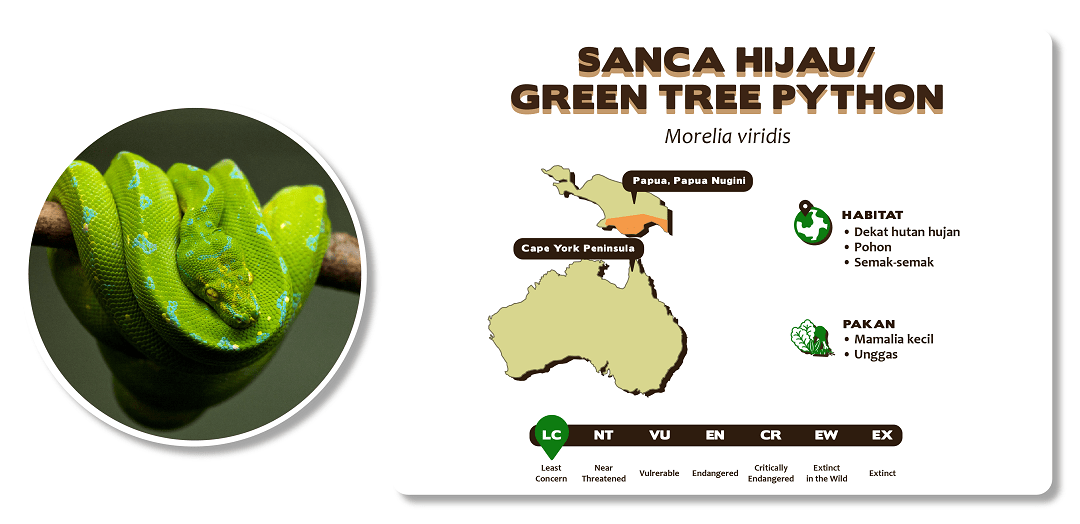 SANCA HIJAU/
GREEN TREE PYTHON
Morelia viridis
Papua, Papua Nugini
Cape York Peninsula
HABITAT
• Dekat hutan hujan
• Pohon
• Semak-semak
PAKAN
• Mamalia kecil
• Unggas
LC NT VU EN CR EW EX
Least Concern
Near Threatened
Vulrerable
Endangered
Critically Endangered
Extinct in the Wild
Extinct